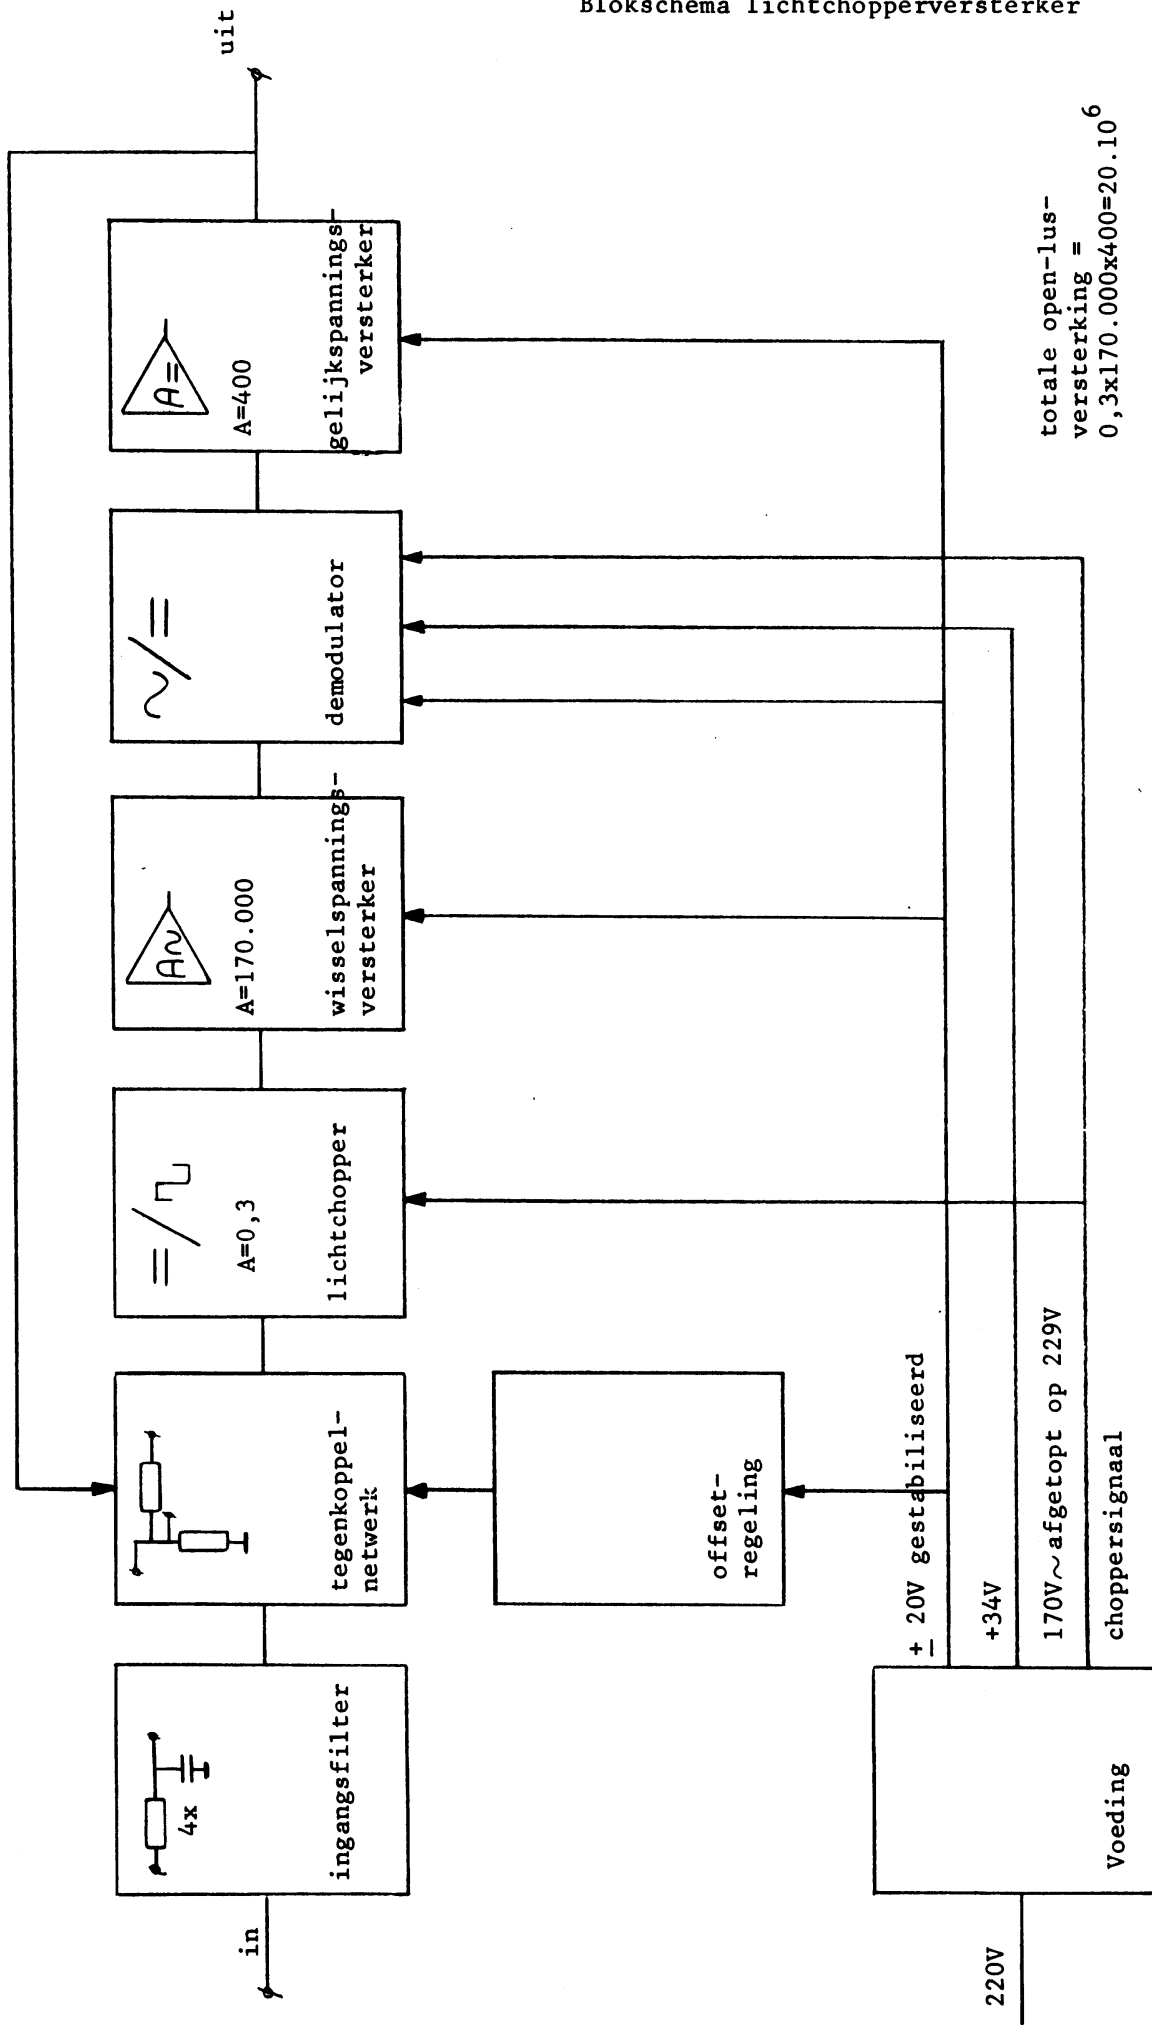 Blokschema lichtchopperversterker
in
4x
ingangsfilter
tegenkoppel-
netwerk
=/
A=0,3
lichtchopper
A~
A=170.000
wisselspannings-
versterker
~/=
demodulator
A=
A=400
gelijkspannings-
versterker
uit
offset-
regeling
220V
Voeding
± 20V gestabiliseerd
+34V
170V~afgetopt op 229V
choppersignaal
totale open-lus-
versterking =
0,3x170.000x400=20.10⁶